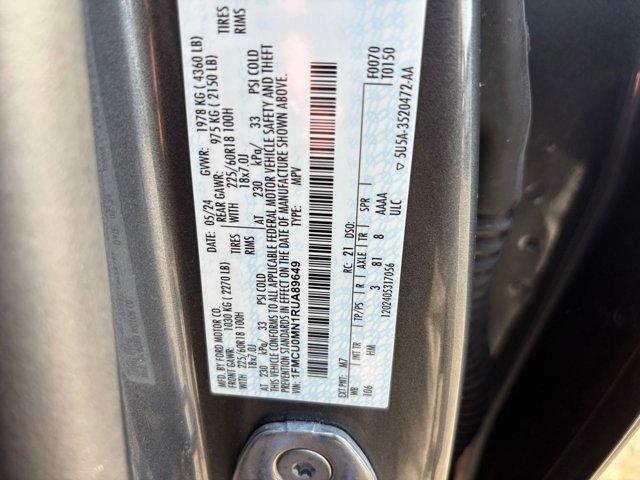 MFD. BY FORD MOTOR CO. DATE: 05/24 GVWR: 1978 KG ( 4360 LB)
FRONT GAWR: 1030 KG ( 2270 LB) REAR GAWR: 975 KG ( 2150 LB)
WITH 225/60R18 100H TIRES WITH 225/60R18 100H TIRES
18x7.0J RIMS 18x7.0J RIMS
AT 230 kPa/ 33 PSI COLD AT 230 kPa/ 33 PSI COLD
THIS VEHICLE CONFORMS TO ALL APPLICABLE FEDERAL MOTOR VEHICLE SAFETY AND THEFT
PREVENTION STANDARDS IN EFFECT ON THE DATE OF MANUFACTURE SHOWN ABOVE.
VIN: 1FMCU0MN1RUA89649
TYPE: MPV
F0070
T0150
EXT PNT: M7 RC: 21 DSO:
WB INT TR TP/PS R AXLE TR SPR
106 HM 3 81 8 AAAA
ULC
1202405317056 ▽ 5U5A-3520472-AA